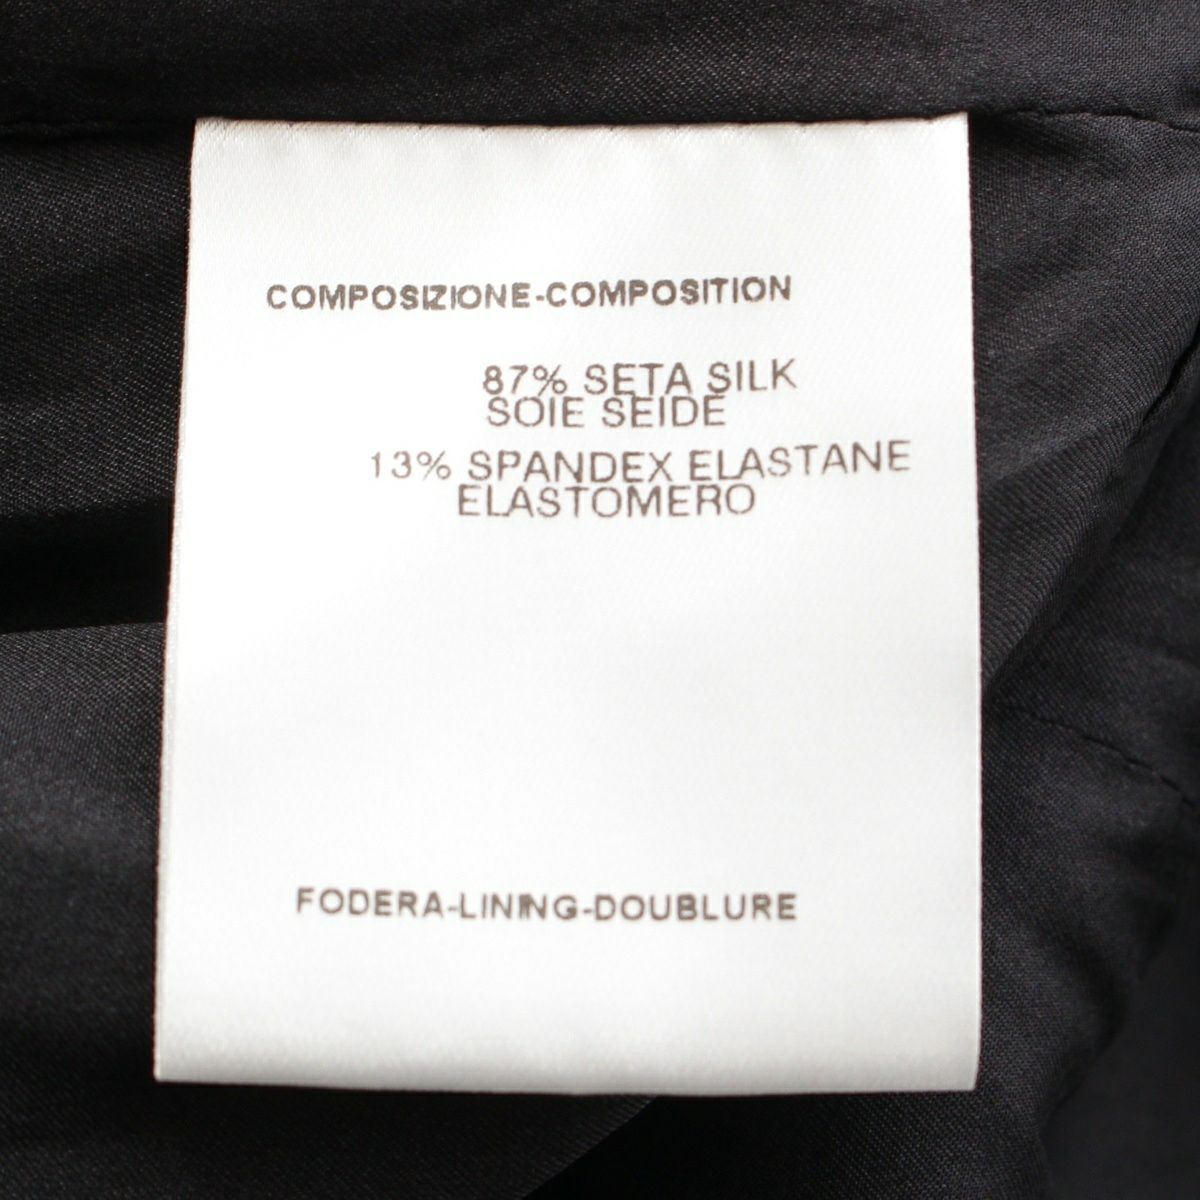 COMPOSIZIONE-COMPOSITION
87% SETA SILK
SOIE SEIDE
13% SPANDEX ELASTANE
ELASTOMERO
FODERA-LINING-DOUBLURE